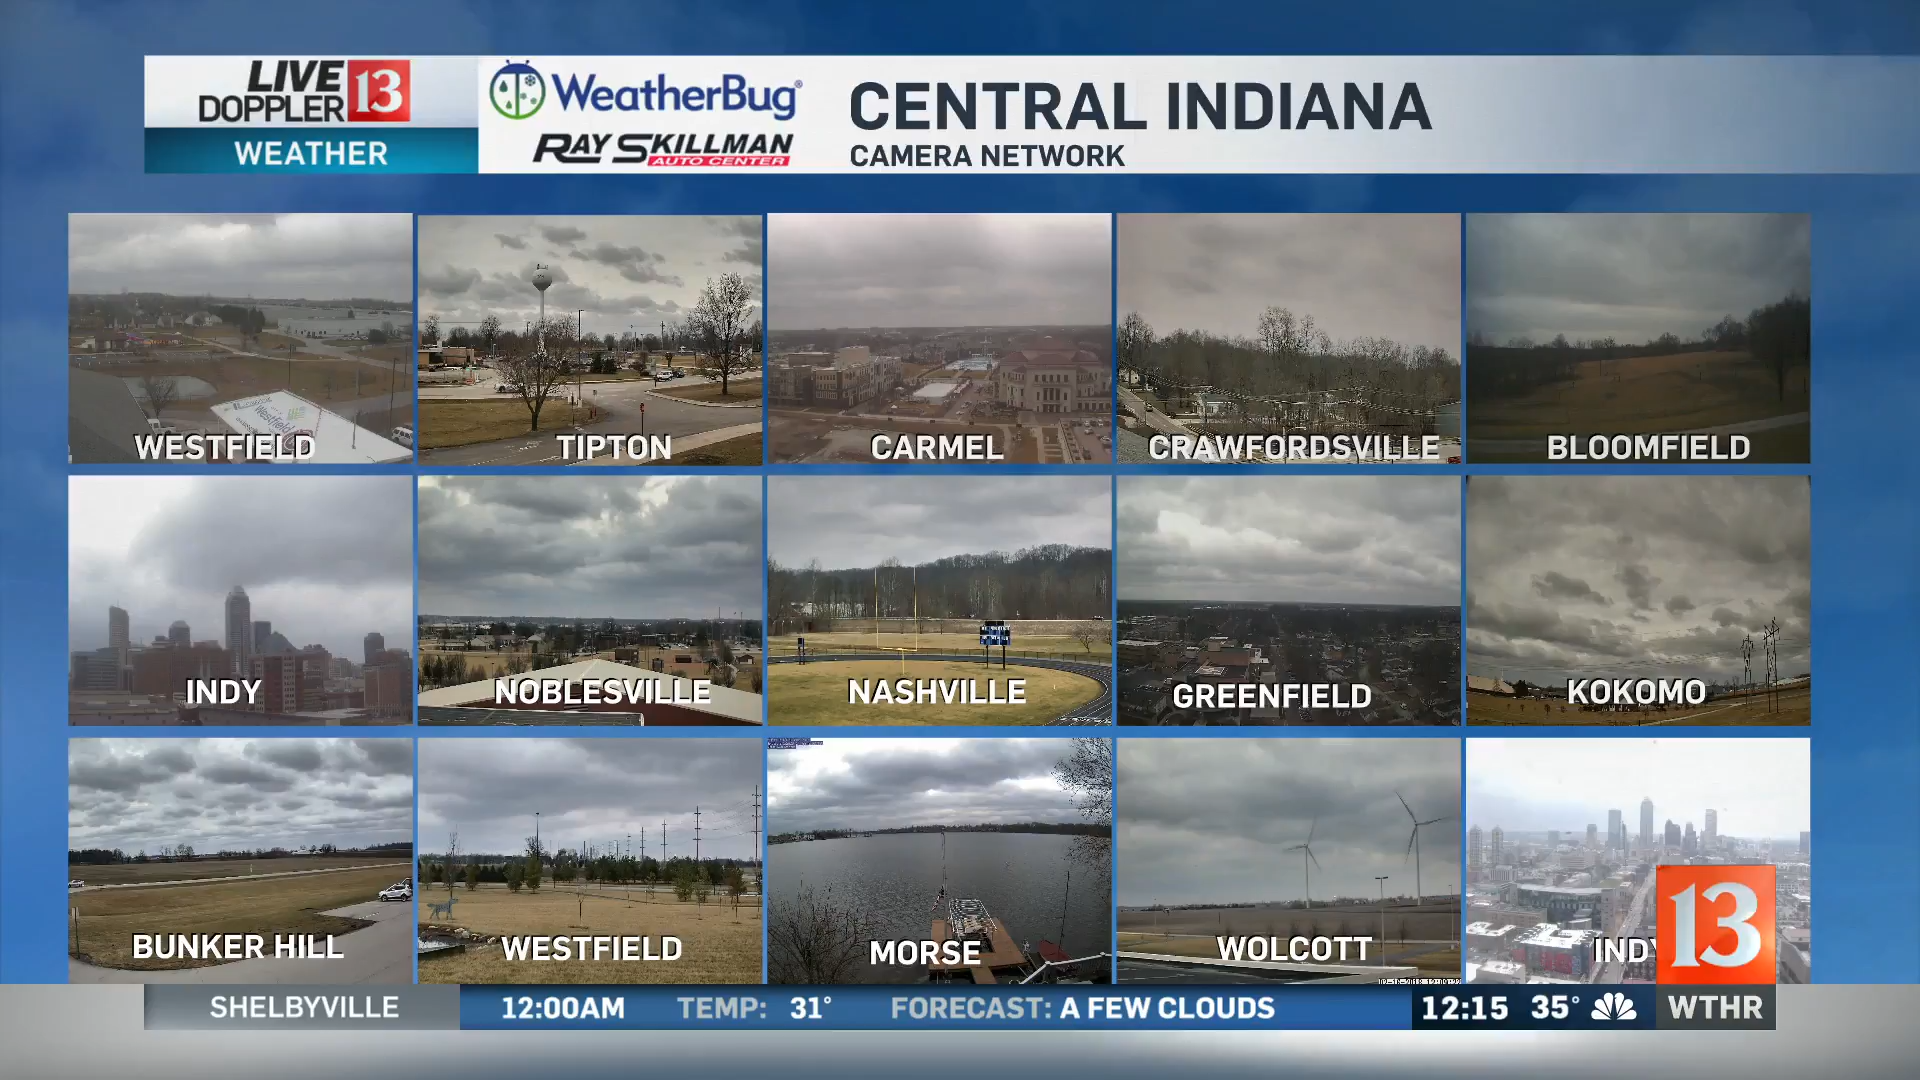 LIVE
DOPPLER 13
WEATHER
WeatherBug®
RAY SKILLMAN
AUTO CENTER
CENTRAL INDIANA
CAMERA NETWORK
WESTFIELD
TIPTON
CARMEL
CRAWFORDSVILLE
BLOOMFIELD
INDY
NOBLESVILLE
NASHVILLE
GREENFIELD
KOKOMO
BUNKER HILL
WESTFIELD
MORSE
WOLCOTT
INDY
13
SHELBYVILLE
12:00AM TEMP: 31° FORECAST: A FEW CLOUDS
12:15 35°
WTHR